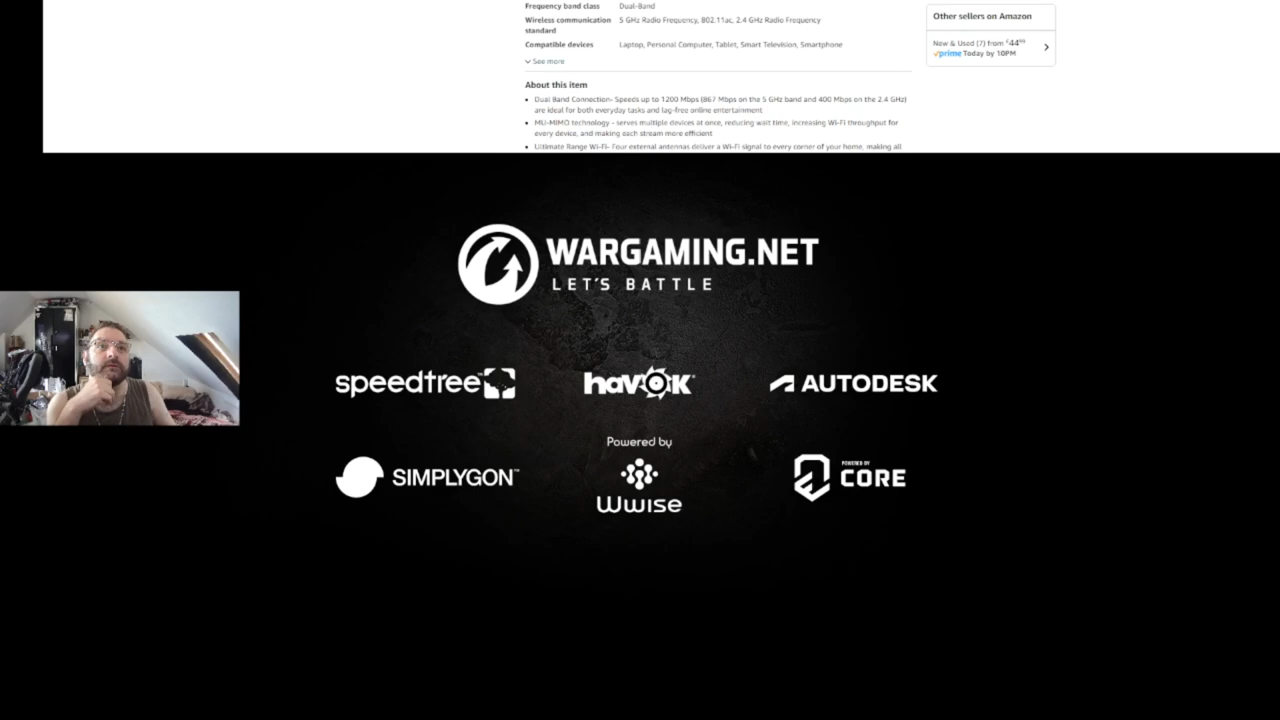 Frequency band class Dual-Band
Wireless communication standard 5 GHz Radio Frequency, 802.11ac, 2.4 GHz Radio Frequency
Compatible devices Laptop, Personal Computer, Tablet, Smart Television, Smartphone
See more
About this item
Dual Band Connection- Speeds up to 1200 Mbps (867 Mbps on the 5 GHz band and 400 Mbps on the 2.4 GHz)
are ideal for both everyday tasks and lag-free online entertainment
MU-MIMO technology - serves multiple devices at once, reducing wait time, increasing Wi-Fi throughput for
every device, and making each stream more efficient
Ultimate Range Wi-Fi- Four external antennas deliver a Wi-Fi signal to every corner of your home, making all
Other sellers on Amazon
New & Used (7) from £44⁹⁹
prime Today by 10PM
WARGAMING.NET
LET'S BATTLE
speedtree™
havok®
AUTODESK
SIMPLYGON™
Powered by
Wwise
POWERED BY
CORE